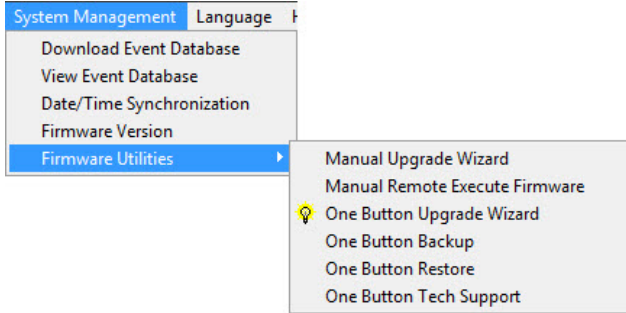 System Management Language
Download Event Database
View Event Database
Date/Time Synchronization
Firmware Version
Firmware Utilities
Manual Upgrade Wizard
Manual Remote Execute Firmware
One Button Upgrade Wizard
One Button Backup
One Button Restore
One Button Tech Support